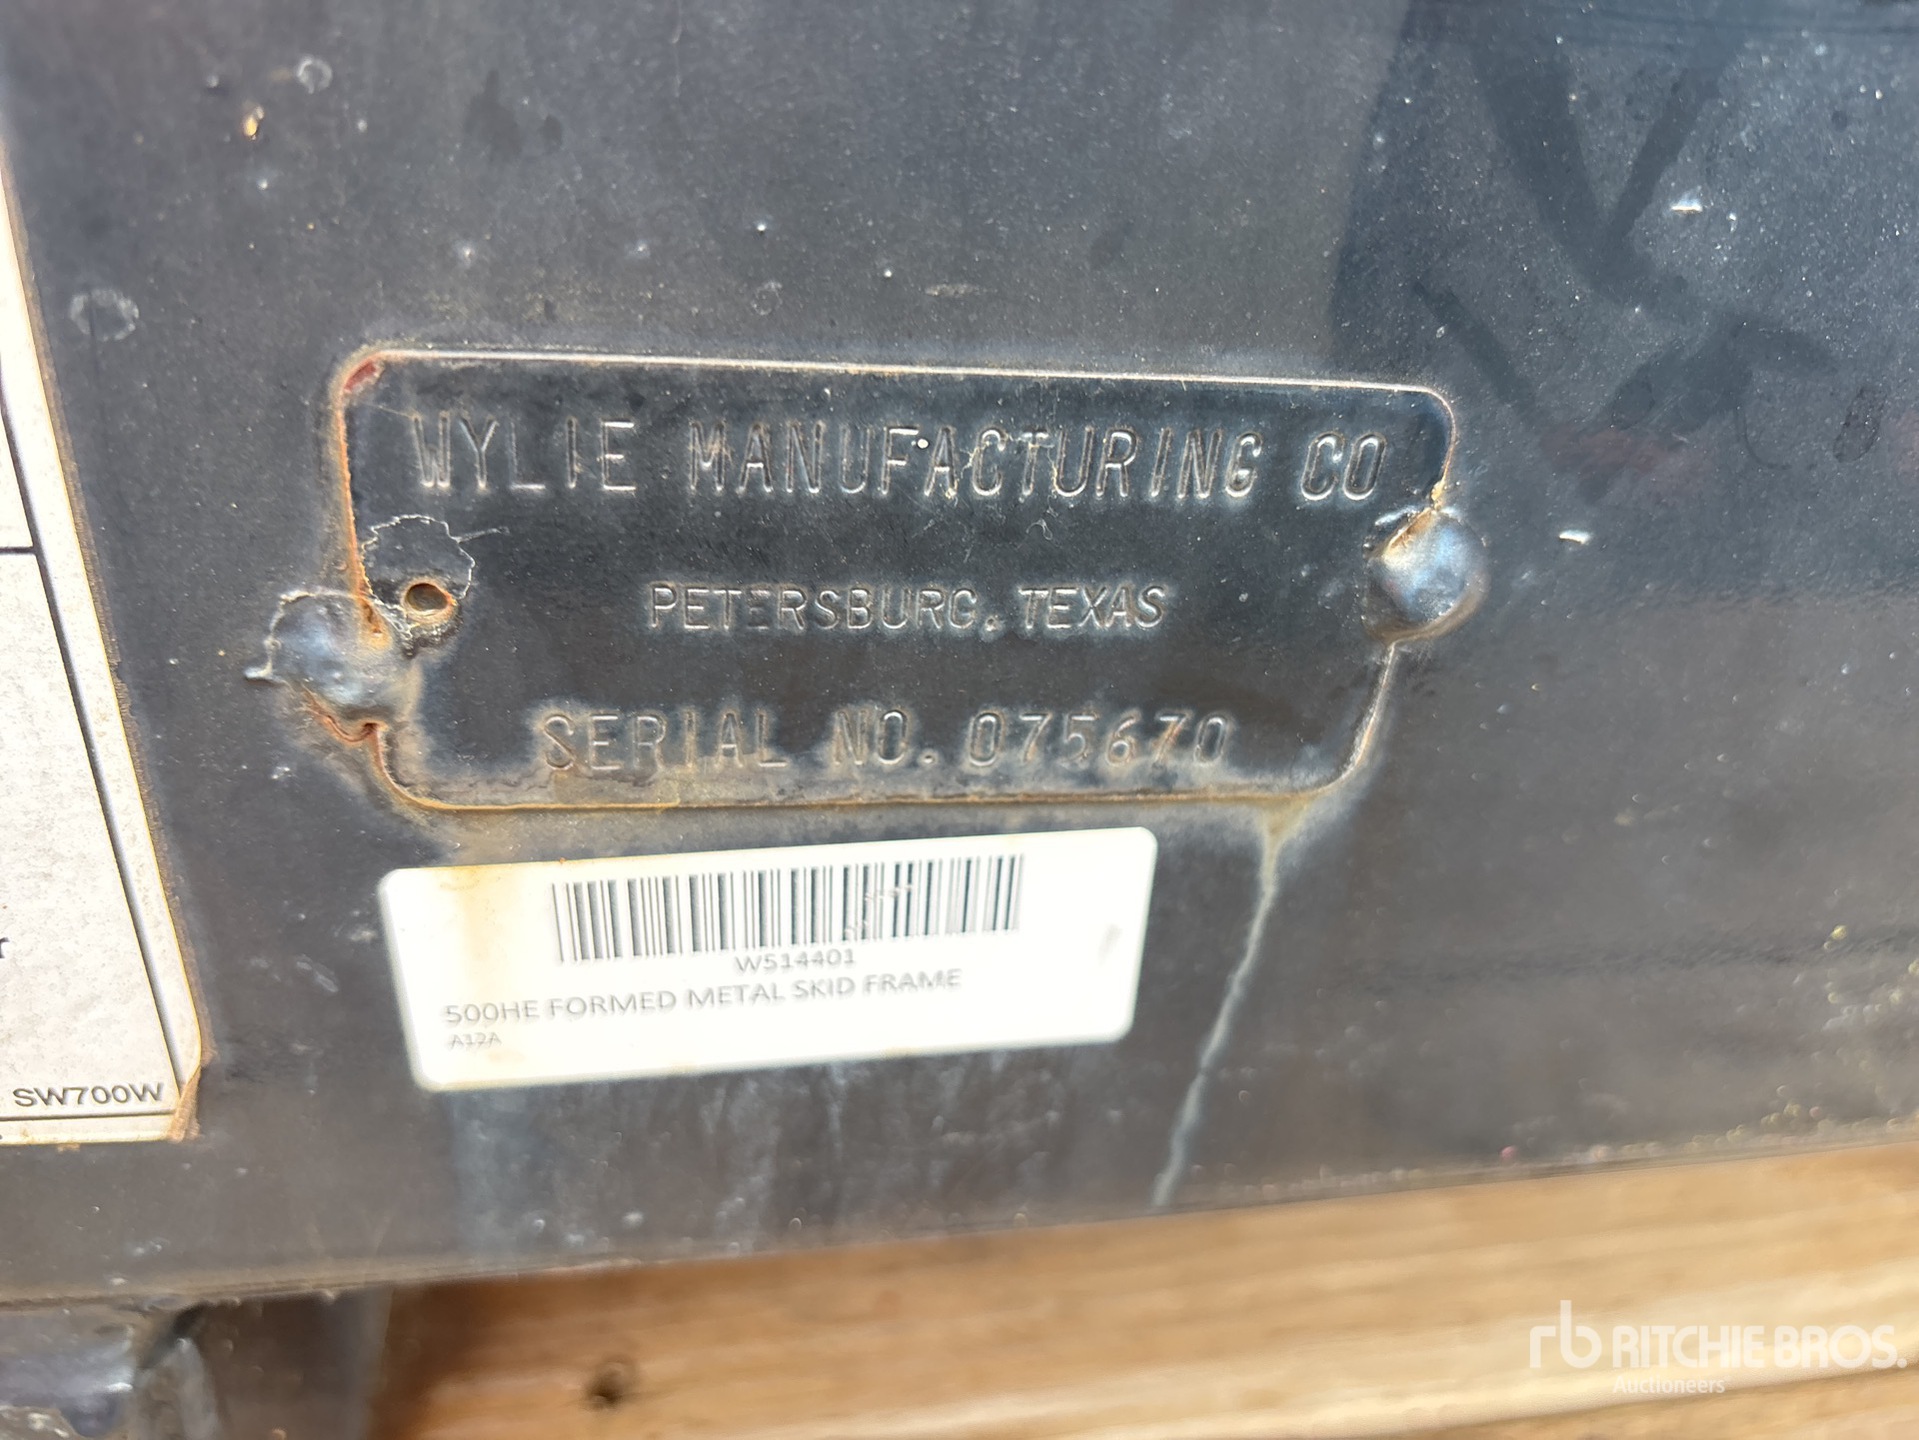 WYLIE MANUFACTURING CO
PETERSBURG, TEXAS
SERIAL NO. 075670
W514401
500HE FORMED METAL SKID FRAME
A12A
r
SW700W
rb RITCHIE BROS.
Auctioneers